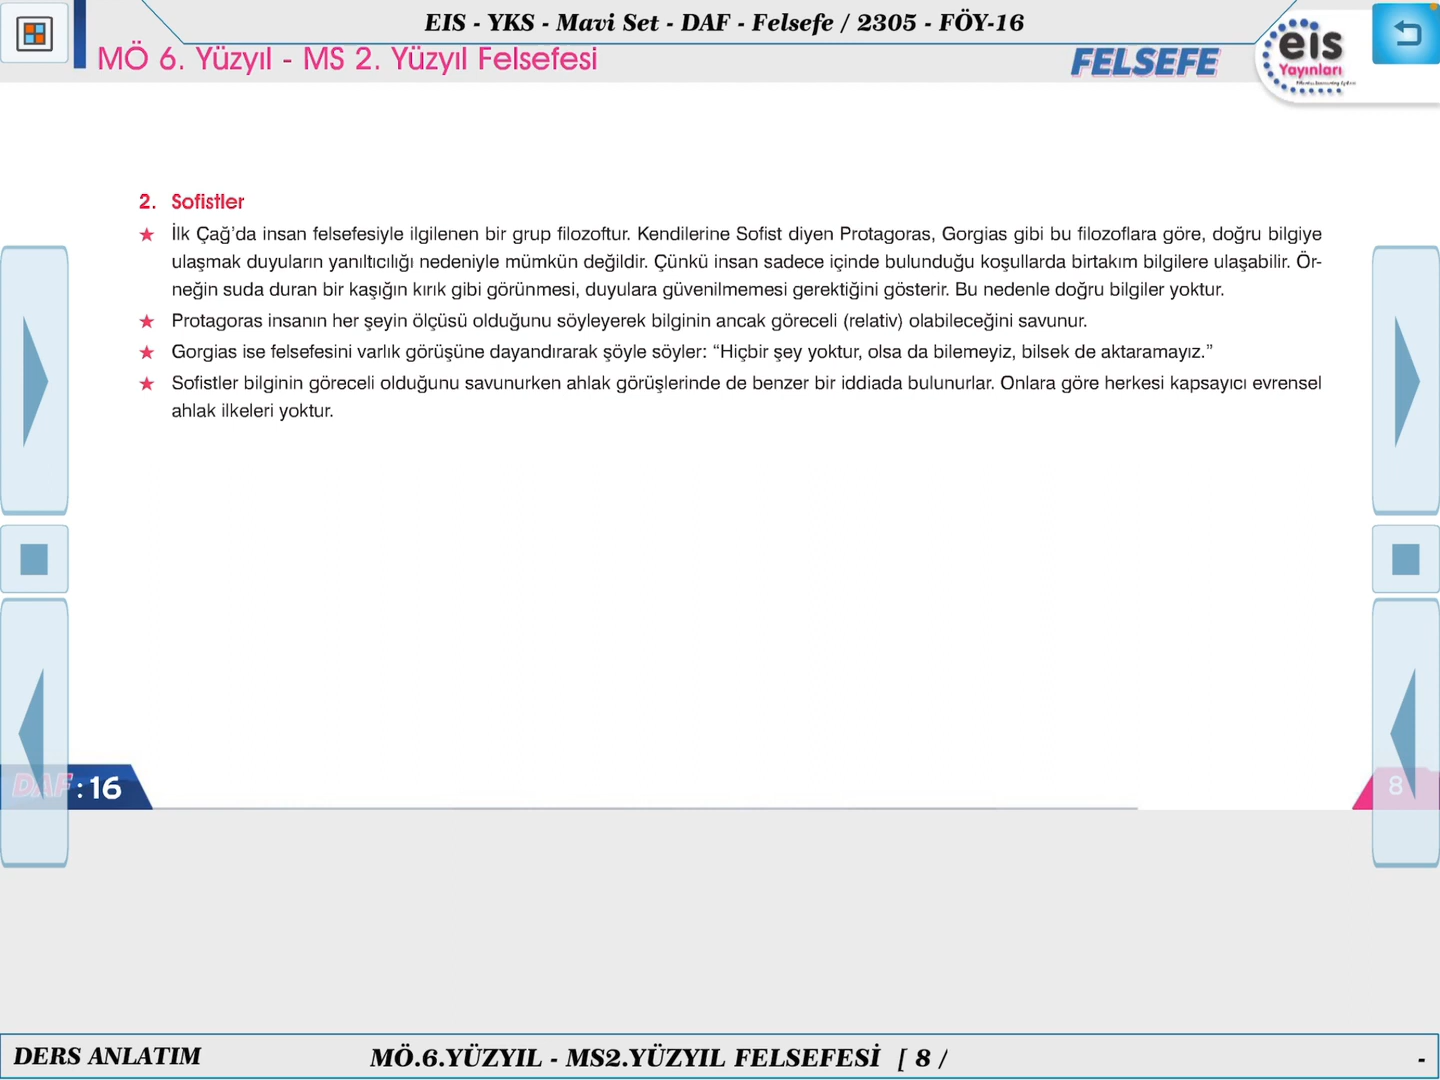 EIS - YKS - Mavi Set - DAF - Felsefe / 2305 - FÖY-16
MÖ 6. Yüzyıl - MS 2. Yüzyıl Felsefesi
FELSEFE
eis
Yayınları
2. Sofistler
★ İlk Çağ’da insan felsefesiyle ilgilenen bir grup filozoftur. Kendilerine Sofist diyen Protagoras, Gorgias gibi bu filozoflara göre, doğru bilgiye
ulaşmak duyuların yanıltıcılığı nedeniyle mümkün değildir. Çünkü insan sadece içinde bulunduğu koşullarda birtakım bilgilere ulaşabilir. Ör-
neğin suda duran bir kaşığın kırık gibi görünmesi, duyulara güvenilmemesi gerektiğini gösterir. Bu nedenle doğru bilgiler yoktur.
★ Protagoras insanın her şeyin ölçüsü olduğunu söyleyerek bilginin ancak göreceli (relativ) olabileceğini savunur.
★ Gorgias ise felsefesini varlık görüşüne dayandırarak şöyle söyler: “Hiçbir şey yoktur, olsa da bilemeyiz, bilsek de aktaramayız.”
★ Sofistler bilginin göreceli olduğunu savunurken ahlak görüşlerinde de benzer bir iddiada bulunurlar. Onlara göre herkesi kapsayıcı evrensel
ahlak ilkeleri yoktur.
DAF : 16
8
DERS ANLATIM
MÖ.6.YÜZYIL - MS2.YÜZYIL FELSEFESİ [ 8 /
-